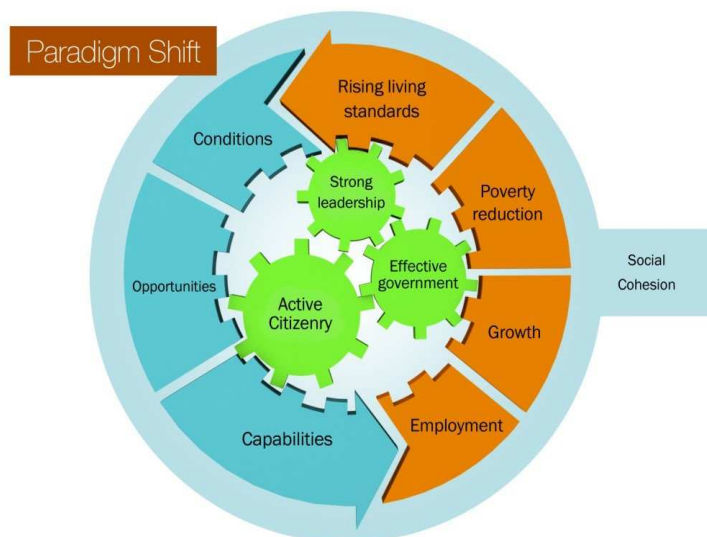 Paradigm Shift
Rising living
standards
Conditions
Strong
leadership
Poverty
reduction
Social
Cohesion
Effective
government
Opportunities
Active
Citizenry
Growth
Employment
Capabilities